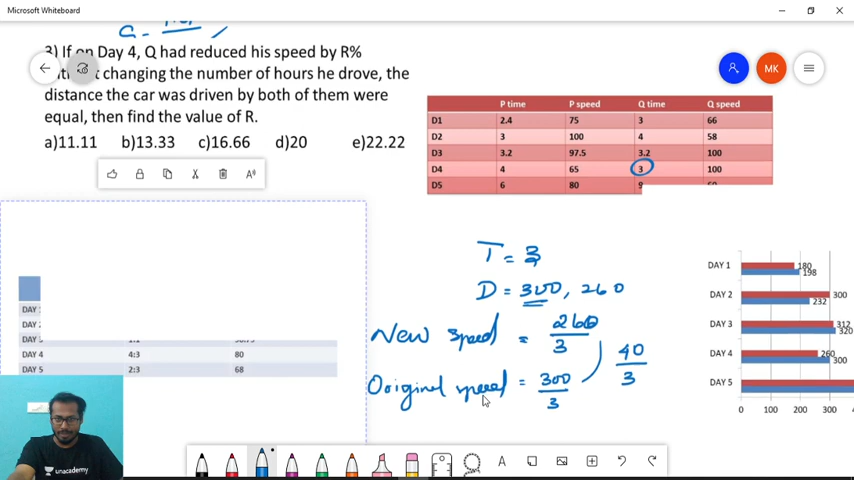 Microsoft Whiteboard
3) If on Day 4, Q had reduced his speed by R%
changing the number of hours he drove, the
distance the car was driven by both of them were
equal, then find the value of R.
a)11.11 b)13.33 c)16.66 d)20 e)22.22
MK
P time P speed Q time Q speed
D1 2.4 75 3 66
D2 3 100 4 58
D3 3.2 97.5 3.2 100
D4 4 65 3 100
D5 6 80 9
T = 3
D = 300, 260
New speed = 260/3
40/3
Original speed = 300/3
DAY
DAY
DAY
DAY 4 4:3 80
DAY 5 2:3 68
DAY 1 180 198
DAY 2 300 232
DAY 3 312 320
DAY 4 260 300
DAY 5
0 100 200 300 4
unacademy
A